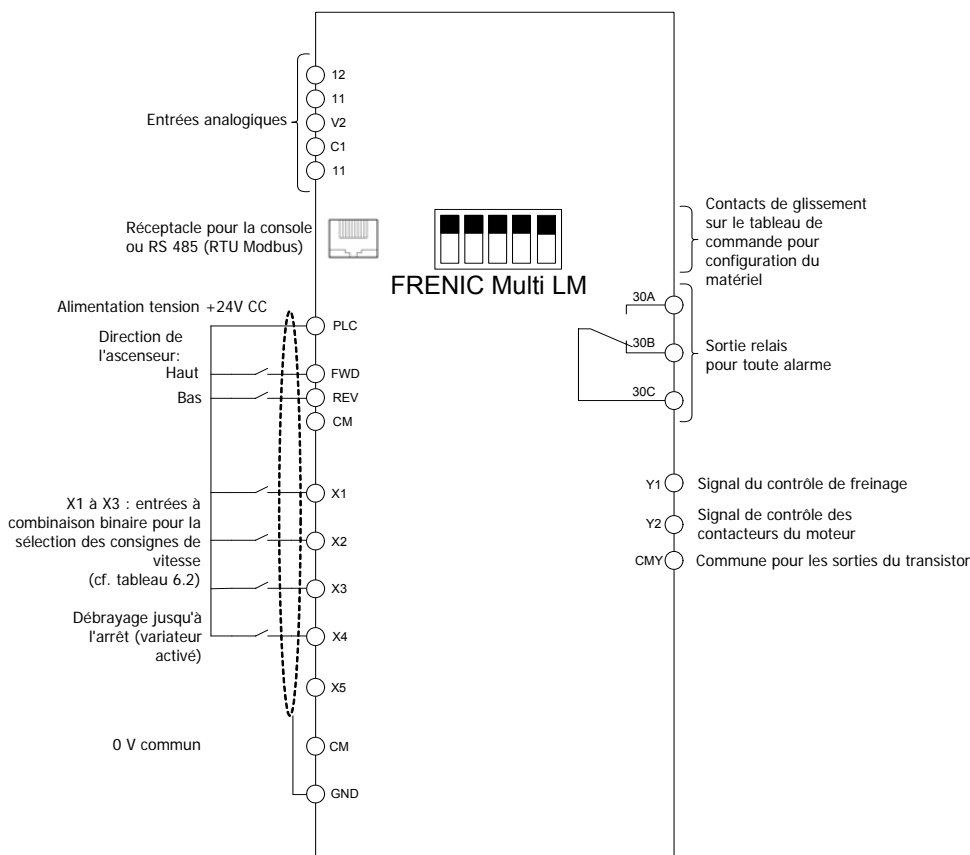 12
11
Entrées analogiques
V2
C1
11
Réceptacle pour la console
ou RS 485 (RTU Modbus)
FRENIC Multi LM
Contacts de glissement
sur le tableau de
commande pour
configuration du
matériel
Alimentation tension +24V CC
PLC
Direction de
l'ascenseur:
Haut
FWD
Bas
REV
CM
30A
30B
30C
Sortie relais
pour toute alarme
X1
X1 à X3 : entrées à
combinaison binaire pour la
sélection des consignes de
vitesse
(cf. tableau 6.2)
X2
X3
Débrayage jusqu'à
l'arrêt (variateur
activé)
X4
X5
0 V commun
CM
GND
Y1
Signal du contrôle de freinage
Y2
Signal de contrôle des
contacteurs du moteur
CMY
Commune pour les sorties du transistor